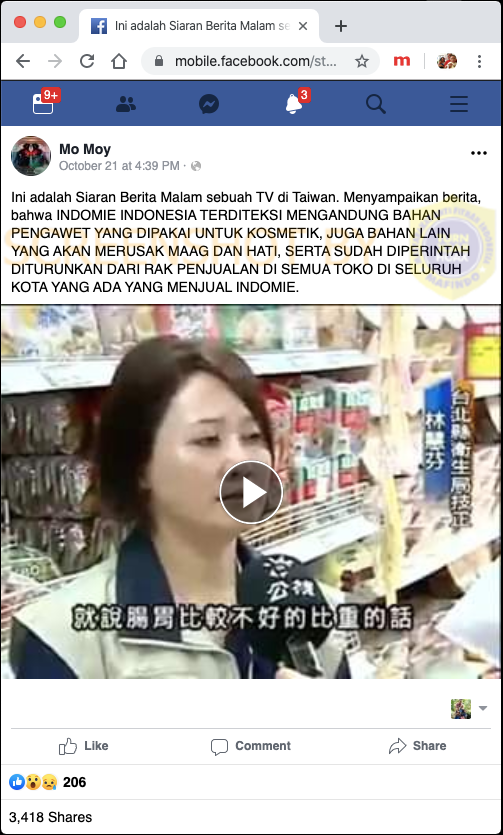 Ini adalah Siaran Berita Malam se
mobile.facebook.com/st...
m
9+
3
Mo Moy
October 21 at 4:39 PM ·
Ini adalah Siaran Berita Malam sebuah TV di Taiwan. Menyampaikan berita,
bahwa INDOMIE INDONESIA TERDITEKSI MENGANDUNG BAHAN
PENGAWET YANG DIPAKAI UNTUK KOSMETIK, JUGA BAHAN LAIN
YANG AKAN MERUSAK MAAG DAN HATI, SERTA SUDAH DIPERINTAH
DITURUNKAN DARI RAK PENJUALAN DI SEMUA TOKO DI SELURUH
KOTA YANG ADA YANG MENJUAL INDOMIE.
SCREENSHOT BY
MAFINDO
台北縣衛生局技正
林慧芬
公視
就說腸胃比較不好的比重的話
Like
Comment
Share
206
3,418 Shares